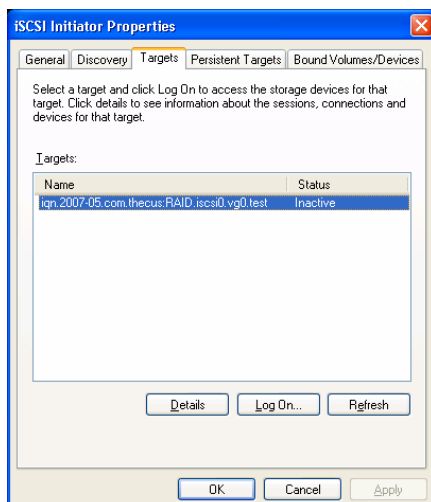 iSCSI Initiator Properties
General Discovery Targets Persistent Targets Bound Volumes/Devices
Select a target and click Log On to access the storage devices for that
target. Click details to see information about the sessions, connections and
devices for that target.
Targets:
Name Status
iqn.2007-05.com.thecus:RAID.iscsi0.vg0.test Inactive
Details Log On... Refresh
OK Cancel Apply